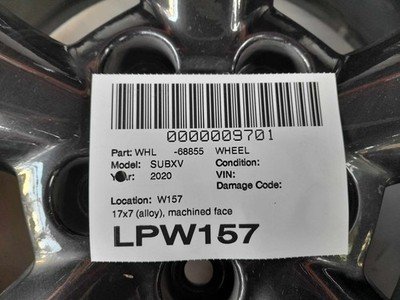 0000009701
Part: WHL -68855 WHEEL
Model: SUBXV Condition:
Year: 2020 VIN:
Damage Code:
Location: W157
17x7 (alloy), machined face
LPW157